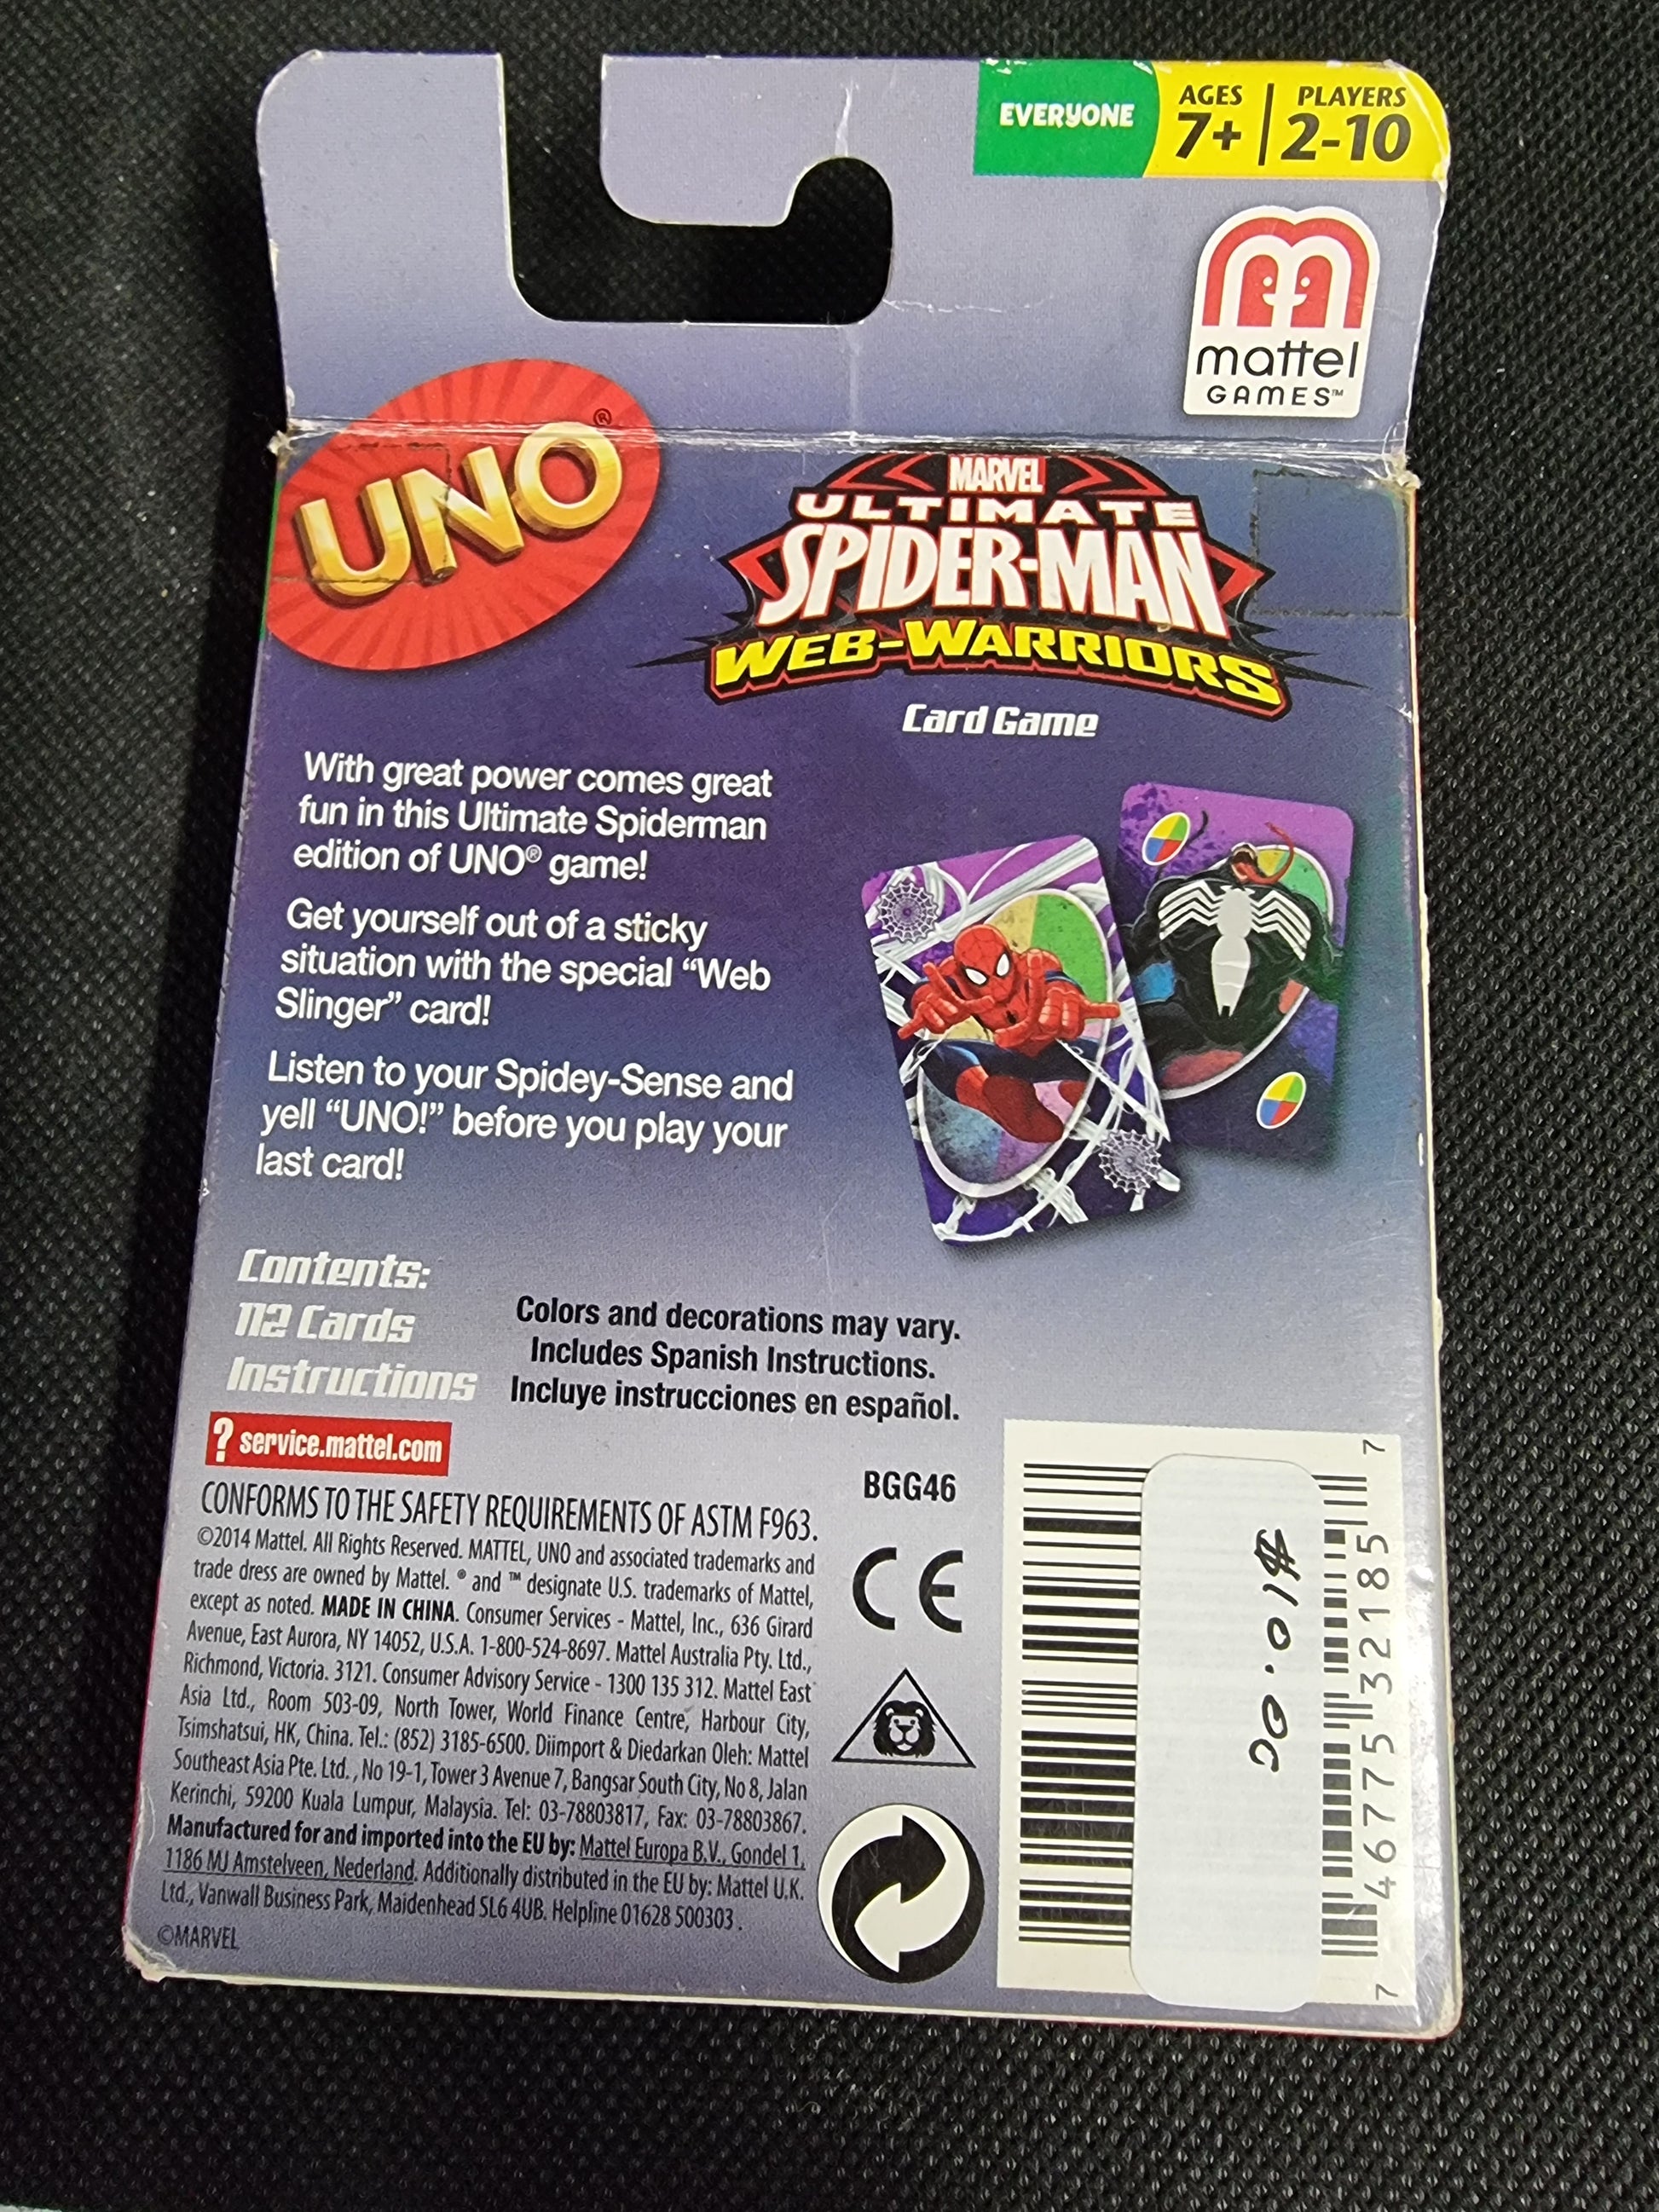 EVERYONE
AGES
7+
PLAYERS
2-10
mattel
GAMES™
UNO®
MARVEL
ULTIMATE
SPIDER-MAN
WEB-WARRIORS
Card Game
With great power comes great
fun in this Ultimate Spiderman
edition of UNO® game!
Get yourself out of a sticky
situation with the special “Web
Slinger” card!
Listen to your Spidey-Sense and
yell “UNO!” before you play your
last card!
Contents:
112 Cards
Instructions
Colors and decorations may vary.
Includes Spanish Instructions.
Incluye instrucciones en español.
? service.mattel.com
CONFORMS TO THE SAFETY REQUIREMENTS OF ASTM F963.
©2014 Mattel. All Rights Reserved. MATTEL, UNO and associated trademarks and
trade dress are owned by Mattel. ® and ™ designate U.S. trademarks of Mattel,
except as noted. MADE IN CHINA. Consumer Services - Mattel, Inc., 636 Girard
Avenue, East Aurora, NY 14052, U.S.A. 1-800-524-8697. Mattel Australia Pty. Ltd.,
Richmond, Victoria. 3121. Consumer Advisory Service - 1300 135 312. Mattel East
Asia Ltd., Room 503-09, North Tower, World Finance Centre, Harbour City,
Tsimshatsui, HK, China. Tel.: (852) 3185-6500. Diimport & Diedarkan Oleh: Mattel
Southeast Asia Pte. Ltd. , No 19-1, Tower 3 Avenue 7, Bangsar South City, No 8, Jalan
Kerinchi, 59200 Kuala Lumpur, Malaysia. Tel: 03-78803817, Fax: 03-78803867.
Manufactured for and imported into the EU by: Mattel Europa B.V., Gondel 1,
1186 MJ Amstelveen, Nederland. Additionally distributed in the EU by: Mattel U.K.
Ltd., Vanwall Business Park, Maidenhead SL6 4UB. Helpline 01628 500303 .
©MARVEL
BGG46
CE
$10.00
7 46775 32185 7